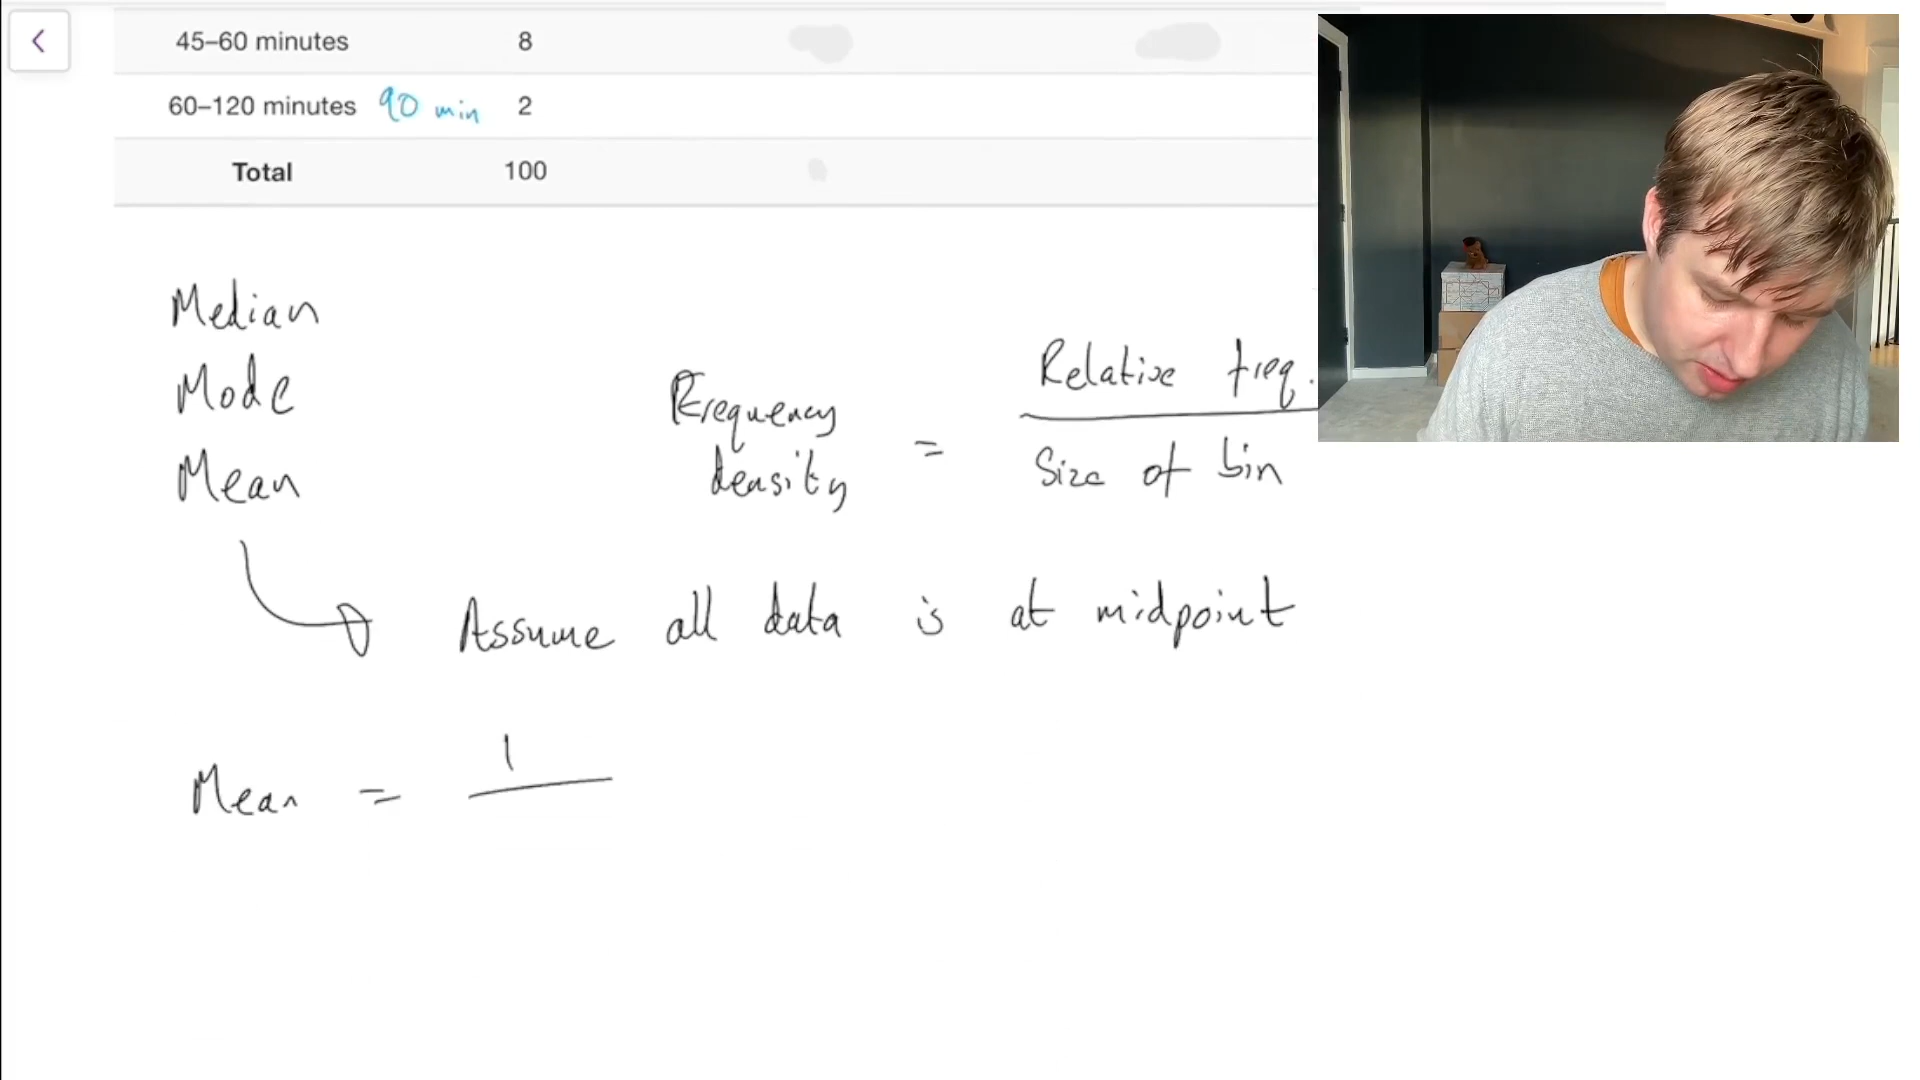 45–60 minutes 8
60–120 minutes 90 min 2
Total 100
Median
Mode
Mean
Frequency density = Relative freq. / Size of bin
Assume all data is at midpoint
Mean = 1